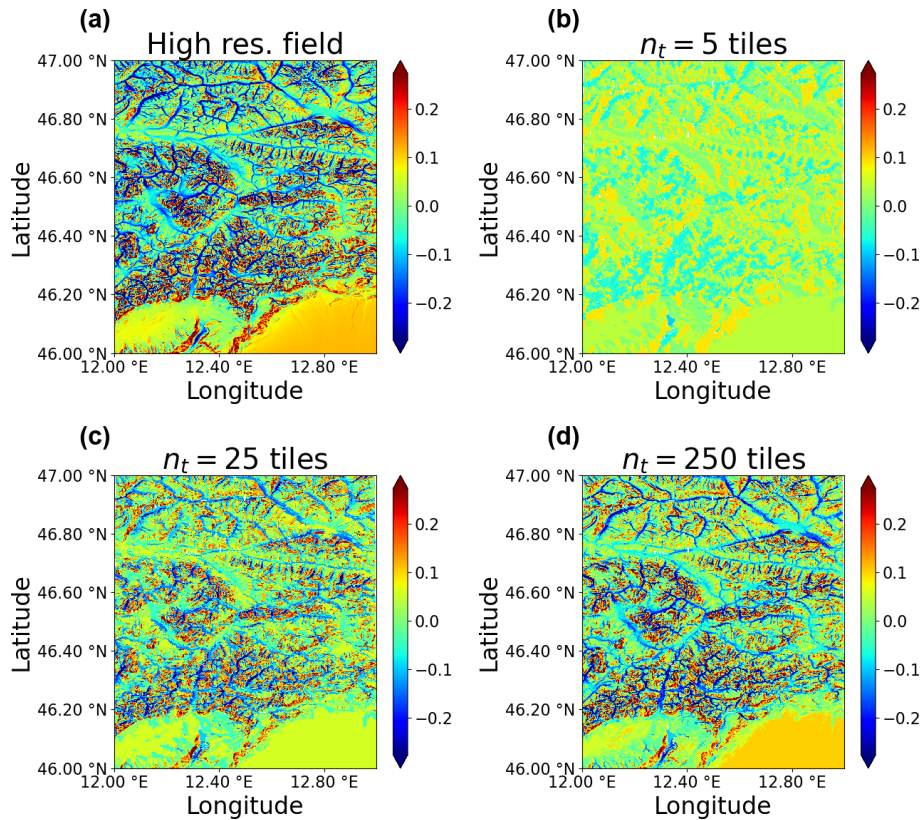 (a)
High res. field
47.00 °N
46.80 °N
46.60 °N
46.40 °N
46.20 °N
46.00 °N
12.00 °E
12.40 °E
12.80 °E
Latitude
Longitude
0.2
0.1
0.0
−0.1
−0.2
(b)
n_t = 5 tiles
47.00 °N
46.80 °N
46.60 °N
46.40 °N
46.20 °N
46.00 °N
12.00 °E
12.40 °E
12.80 °E
Latitude
Longitude
0.2
0.1
0.0
−0.1
−0.2
(c)
n_t = 25 tiles
47.00 °N
46.80 °N
46.60 °N
46.40 °N
46.20 °N
46.00 °N
12.00 °E
12.40 °E
12.80 °E
Latitude
Longitude
0.2
0.1
0.0
−0.1
−0.2
(d)
n_t = 250 tiles
47.00 °N
46.80 °N
46.60 °N
46.40 °N
46.20 °N
46.00 °N
12.00 °E
12.40 °E
12.80 °E
Latitude
Longitude
0.2
0.1
0.0
−0.1
−0.2